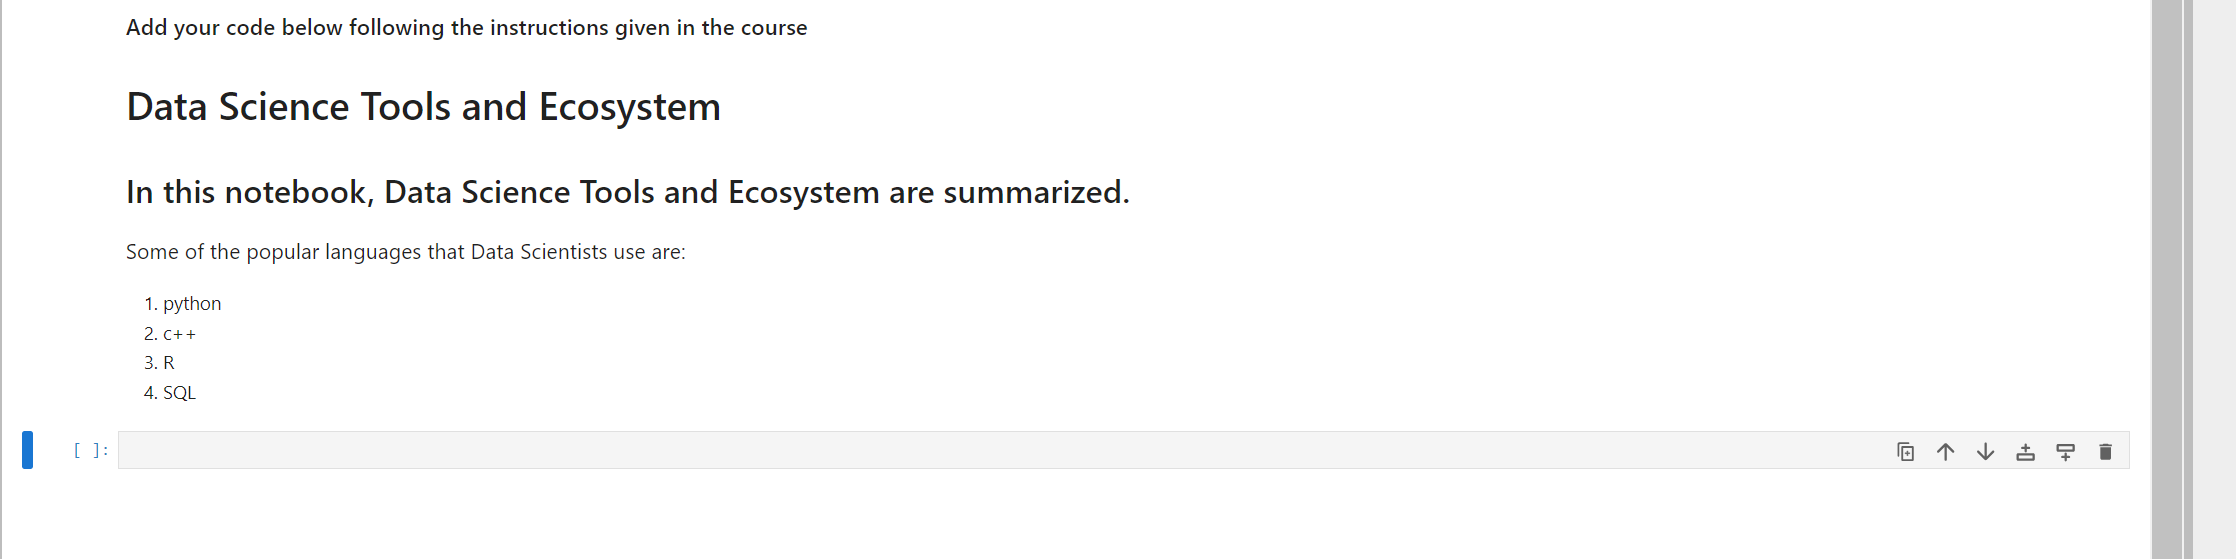 Add your code below following the instructions given in the course
Data Science Tools and Ecosystem
In this notebook, Data Science Tools and Ecosystem are summarized.
Some of the popular languages that Data Scientists use are:
1. python
2. c++
3. R
4. SQL
[ ]: